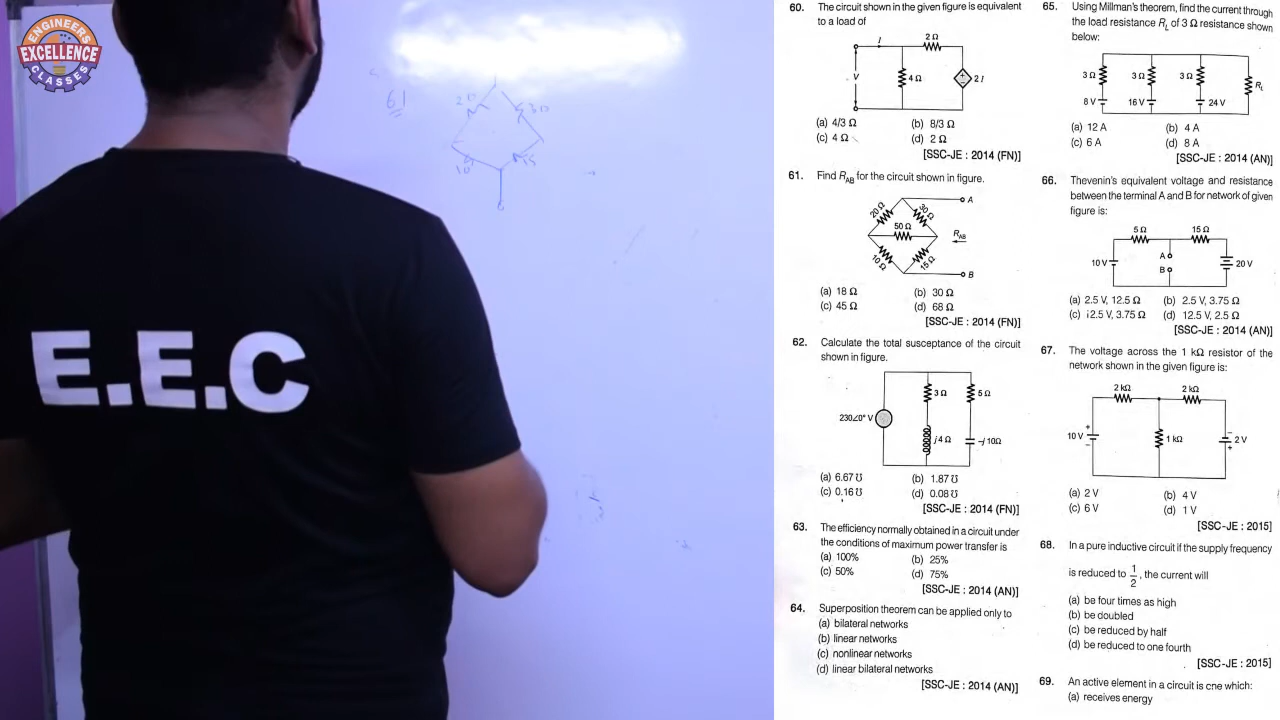 ENGINEERS
EXCELLENCE
CLASSES
E.E.C
61
60. The circuit shown in the given figure is equivalent
to a load of
I
2 Ω
V
4 Ω
2 I
(a) 4/3 Ω (b) 8/3 Ω
(c) 4 Ω (d) 2 Ω
[SSC-JE : 2014 (FN)]
61. Find R_AB for the circuit shown in figure.
A
20 Ω
30 Ω
50 Ω
R_AB
10 Ω
15 Ω
B
(a) 18 Ω (b) 30 Ω
(c) 45 Ω (d) 68 Ω
[SSC-JE : 2014 (FN)]
62. Calculate the total susceptance of the circuit
shown in figure.
3 Ω
5 Ω
230∠0° V
j 4 Ω
–j 10Ω
(a) 6.67 ℧ (b) 1.87 ℧
(c) 0.16 ℧ (d) 0.08 ℧
[SSC-JE : 2014 (FN)]
63. The efficiency normally obtained in a circuit under
the conditions of maximum power transfer is
(a) 100% (b) 25%
(c) 50% (d) 75%
[SSC-JE : 2014 (AN)]
64. Superposition theorem can be applied only to
(a) bilateral networks
(b) linear networks
(c) nonlinear networks
(d) linear bilateral networks
[SSC-JE : 2014 (AN)]
65. Using Millman's theorem, find the current through
the load resistance R_L of 3 Ω resistance shown
below:
3 Ω 3 Ω 3 Ω R_L
8 V 16 V 24 V
(a) 12 A (b) 4 A
(c) 6 A (d) 8 A
[SSC-JE : 2014 (AN)]
66. Thevenin's equivalent voltage and resistance
between the terminal A and B for network of given
figure is:
5 Ω 15 Ω
A
10 V 20 V
B
(a) 2.5 V, 12.5 Ω (b) 2.5 V, 3.75 Ω
(c) 12.5 V, 3.75 Ω (d) 12.5 V, 2.5 Ω
[SSC-JE : 2014 (AN)]
67. The voltage across the 1 kΩ resistor of the
network shown in the given figure is:
2 kΩ 2 kΩ
10 V 1 kΩ 2 V
(a) 2 V (b) 4 V
(c) 6 V (d) 1 V
[SSC-JE : 2015]
68. In a pure inductive circuit if the supply frequency
is reduced to 1/2, the current will
(a) be four times as high
(b) be doubled
(c) be reduced by half
(d) be reduced to one fourth
[SSC-JE : 2015]
69. An active element in a circuit is one which:
(a) receives energy